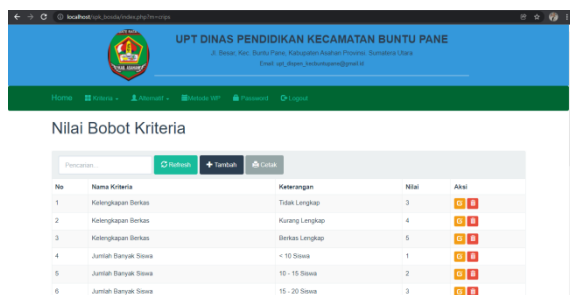 localhost/spk_bosda/index.php?m=crips
UPT DINAS PENDIDIKAN KECAMATAN BUNTU PANE
Jl. Besar, Kec. Buntu Pane, Kabupaten Asahan Provinsi Sumatera Utara
Email:
Home Kriteria Alternatif Metode WP Password Logout
Nilai Bobot Kriteria
Pencarian... Refresh Tambah Cetak
No Nama Kriteria Keterangan Nilai Aksi
1 Kelengkapan Berkas Tidak Lengkap 3
2 Kelengkapan Berkas Kurang Lengkap 4
3 Kelengkapan Berkas Berkas Lengkap 5
4 Jumlah Banyak Siswa < 10 Siswa 1
5 Jumlah Banyak Siswa 10 - 15 Siswa 2
6 Jumlah Banyak Siswa 15 - 20 Siswa 3